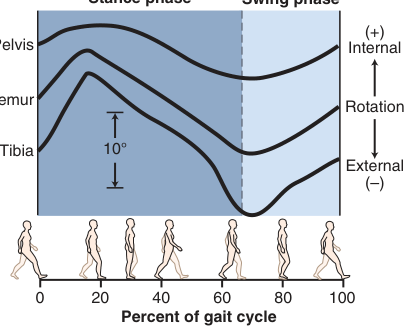 Stance phase
Swing phase
Pelvis
(+)
Internal
Femur
Rotation
Tibia
10°
External
(–)
0 20 40 60 80 100
Percent of gait cycle